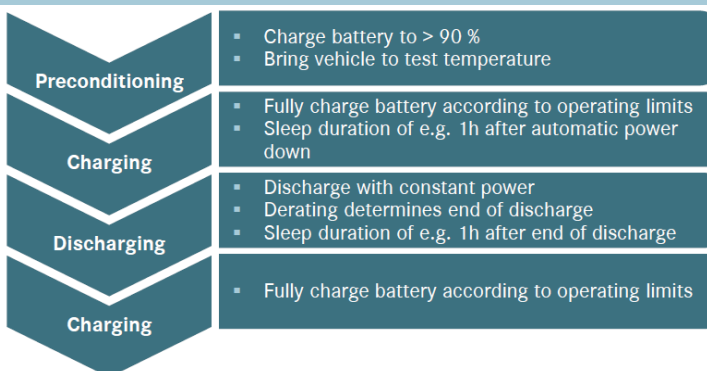 Preconditioning
▪ Charge battery to > 90 %
▪ Bring vehicle to test temperature
Charging
▪ Fully charge battery according to operating limits
▪ Sleep duration of e.g. 1h after automatic power
down
Discharging
▪ Discharge with constant power
▪ Derating determines end of discharge
▪ Sleep duration of e.g. 1h after end of discharge
Charging
▪ Fully charge battery according to operating limits